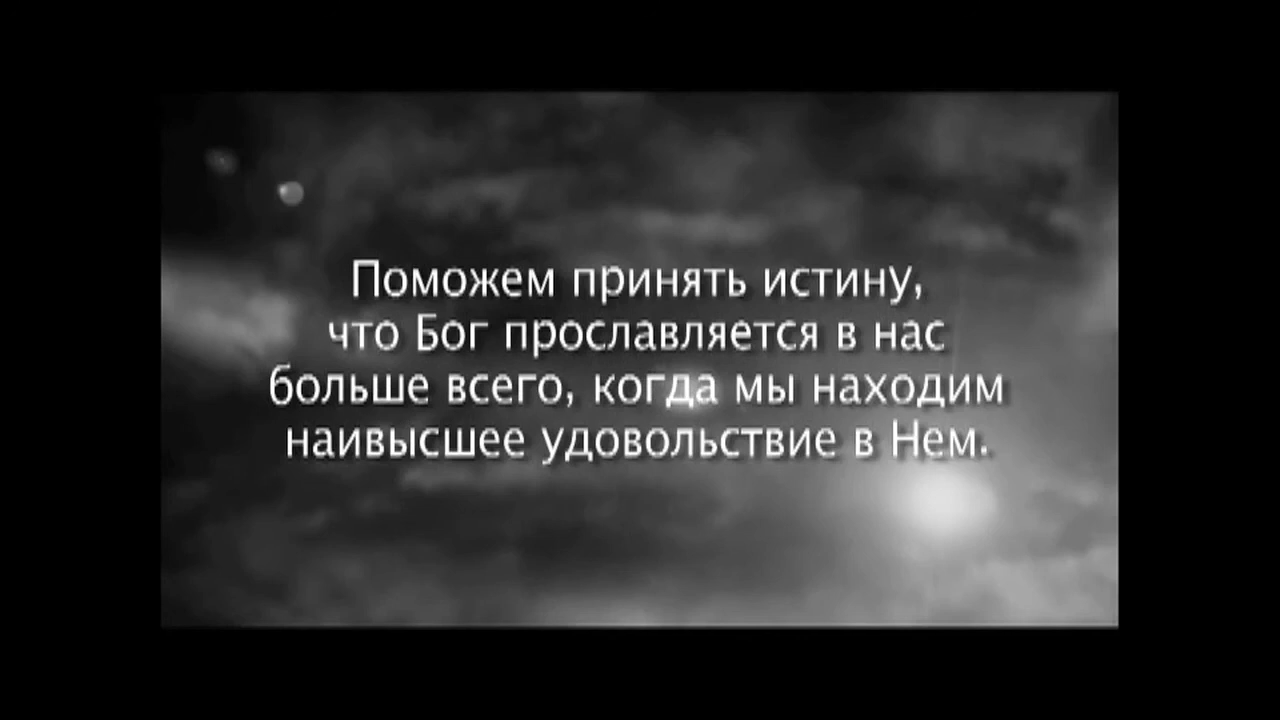 Поможем принять истину,
что Бог прославляется в нас
больше всего, когда мы находим
наивысшее удовольствие в Нем.